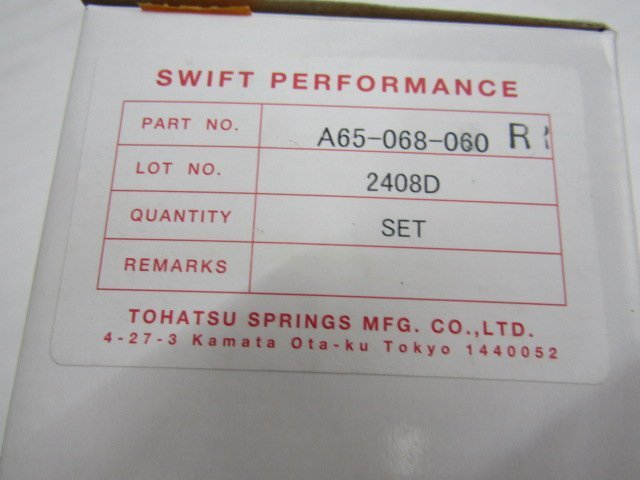 SWIFT PERFORMANCE
PART NO. A65-068-060 R
LOT NO. 2408D
QUANTITY SET
REMARKS
TOHATSU SPRINGS MFG. CO.,LTD.
4-27-3 Kamata Ota-ku Tokyo 1440052